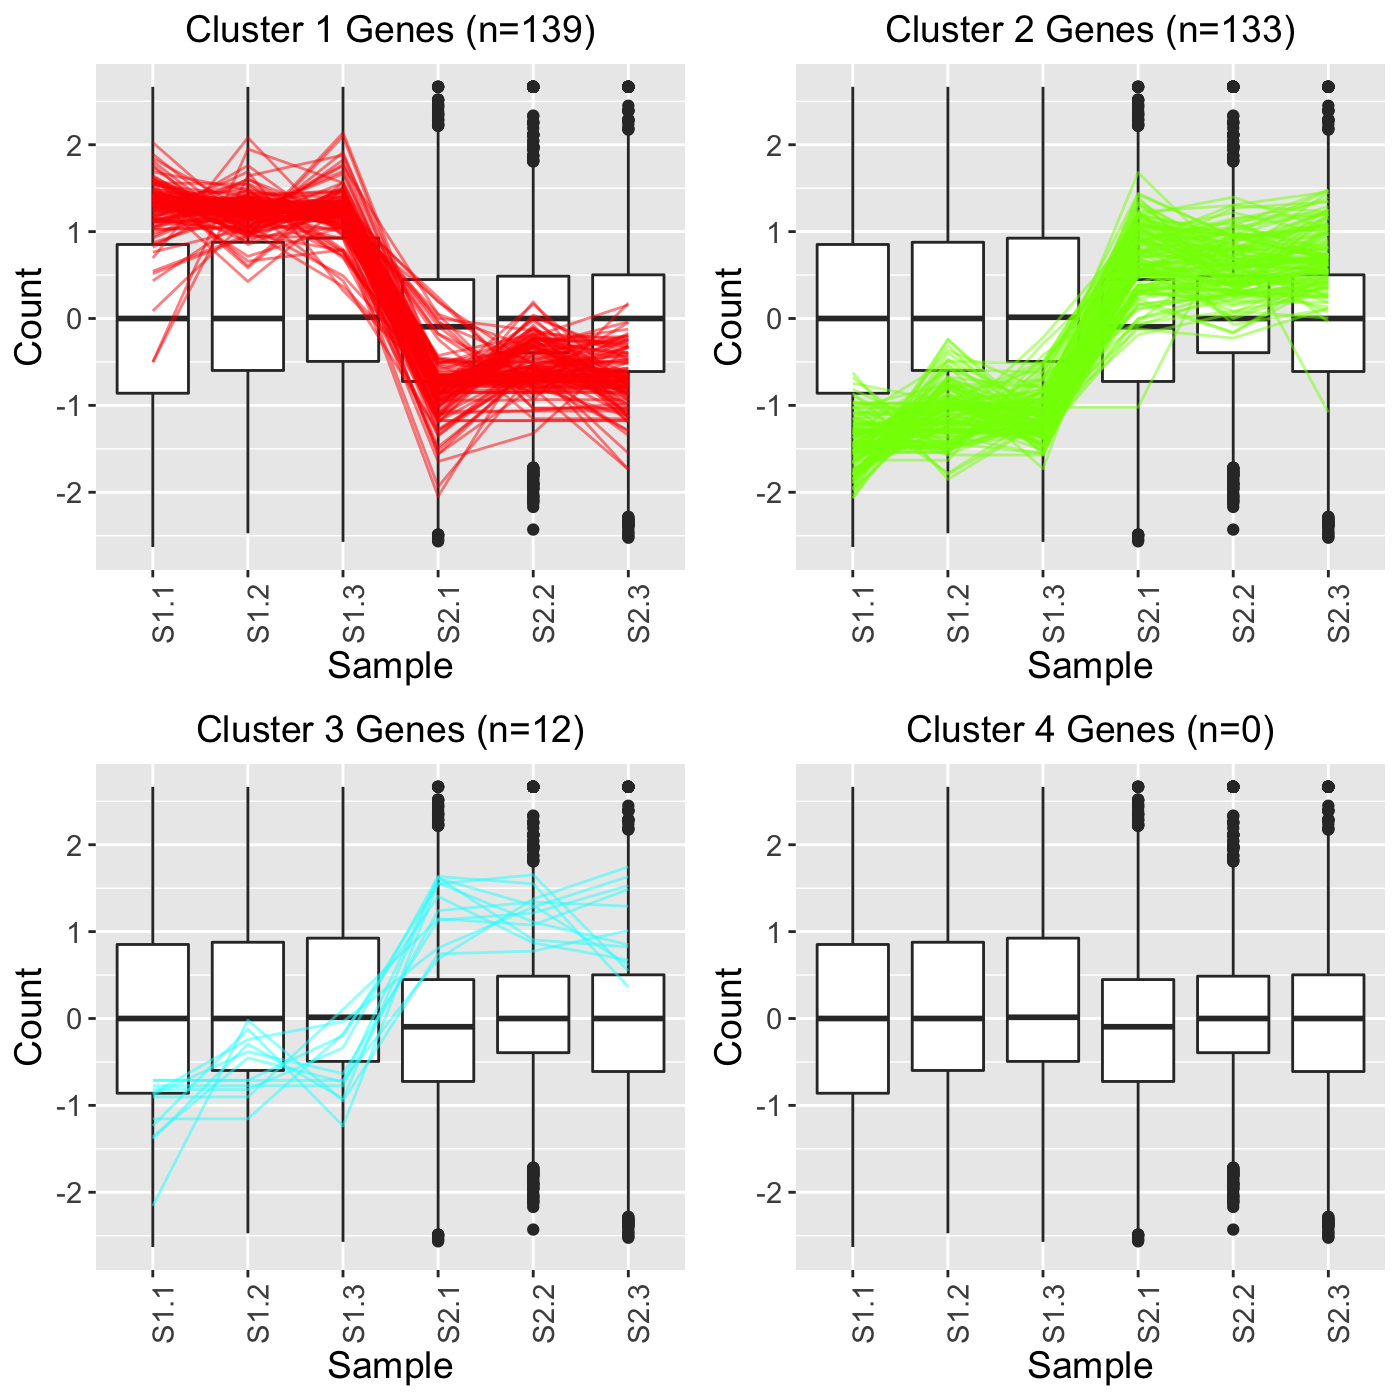 Cluster 1 Genes (n=139)
Count
2
1
0
-1
-2
S1.1 S1.2 S1.3 S2.1 S2.2 S2.3
Sample
Cluster 2 Genes (n=133)
Count
2
1
0
-1
-2
S1.1 S1.2 S1.3 S2.1 S2.2 S2.3
Sample
Cluster 3 Genes (n=12)
Count
2
1
0
-1
-2
S1.1 S1.2 S1.3 S2.1 S2.2 S2.3
Sample
Cluster 4 Genes (n=0)
Count
2
1
0
-1
-2
S1.1 S1.2 S1.3 S2.1 S2.2 S2.3
Sample